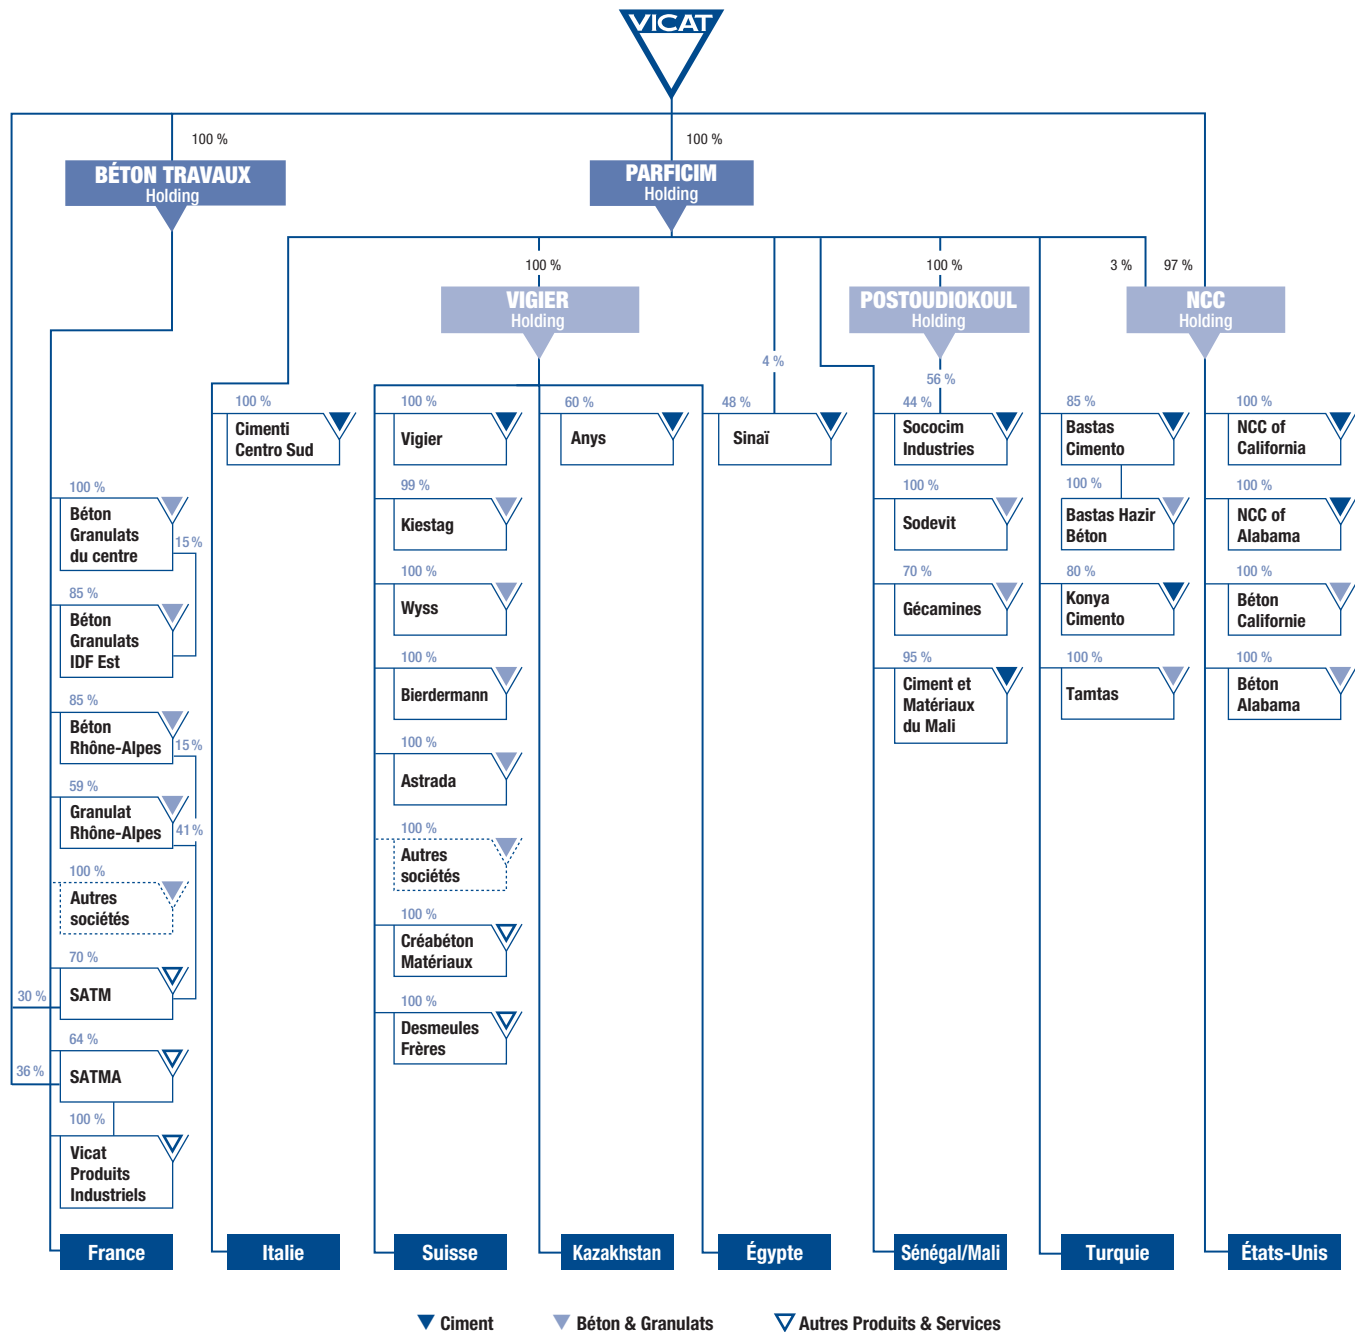 VICAT
100 %
100 %
BÉTON TRAVAUX
Holding
PARFICIM
Holding
100 %
100 %
3 %
97 %
VIGIER
Holding
POSTOUDIOKOUL
Holding
NCC
Holding
4 %
56 %
100 %
Béton
Granulats
du centre
15 %
85 %
Béton
Granulats
IDF Est
85 %
Béton
Rhône-Alpes
15 %
59 %
Granulat
Rhône-Alpes
41 %
100 %
Autres
sociétés
70 %
SATM
30 %
64 %
SATMA
36 %
100 %
Vicat
Produits
Industriels
France
100 %
Cimenti
Centro Sud
Italie
100 %
Vigier
99 %
Kiestag
100 %
Wyss
100 %
Bierdermann
100 %
Astrada
100 %
Autres
sociétés
100 %
Créabéton
Matériaux
100 %
Desmeules
Frères
Suisse
60 %
Anys
Kazakhstan
48 %
Sinaï
Égypte
44 %
Sococim
Industries
100 %
Sodevit
70 %
Gécamines
95 %
Ciment et
Matériaux
du Mali
Sénégal/Mali
85 %
Bastas
Cimento
100 %
Bastas Hazir
Béton
80 %
Konya
Cimento
100 %
Tamtas
Turquie
100 %
NCC of
California
100 %
NCC of
Alabama
100 %
Béton
Californie
100 %
Béton
Alabama
États-Unis
Ciment
Béton & Granulats
Autres Produits & Services